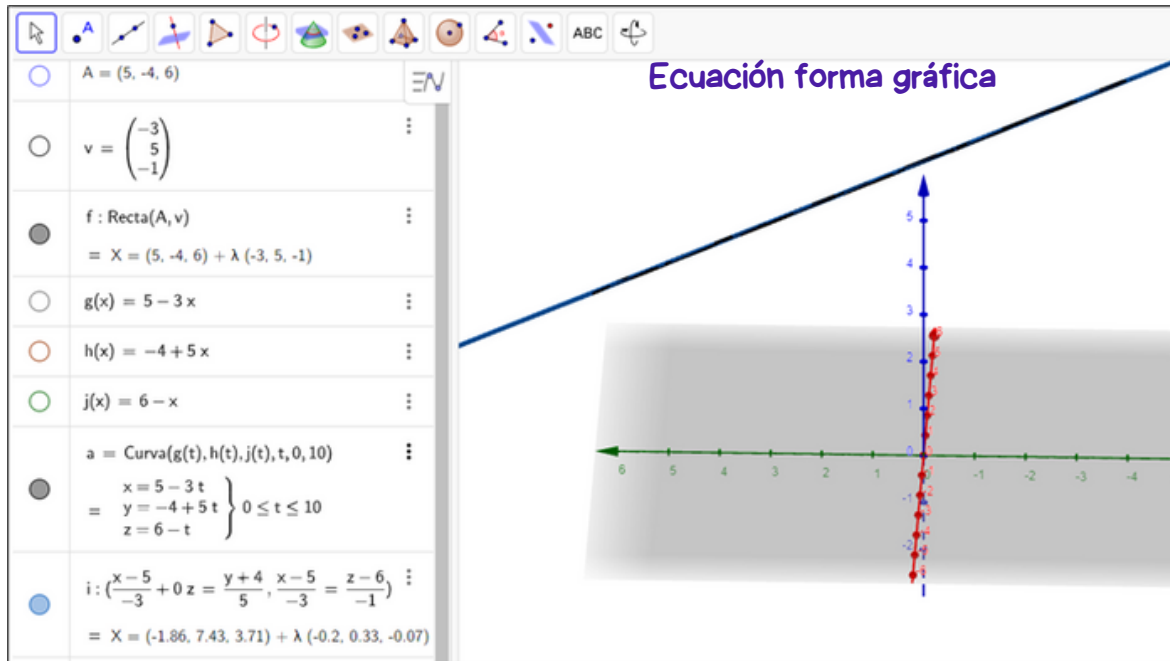 ABC
Ecuación forma gráfica
A = (5, -4, 6)
v = (−3
5
−1)
f : Recta(A, v)
= X = (5, -4, 6) + λ (-3, 5, -1)
g(x) = 5 − 3 x
h(x) = −4 + 5 x
j(x) = 6 − x
a = Curva(g(t), h(t), j(t), t, 0, 10)
x = 5 − 3 t
= y = −4 + 5 t } 0 ≤ t ≤ 10
z = 6 − t
i : ((x − 5)/−3 + 0 z = (y + 4)/5, (x − 5)/−3 = (z − 6)/−1)
= X = (-1.86, 7.43, 3.71) + λ (-0.2, 0.33, -0.07)
5
4
3
2
1
0
-1
-2
6 5 4 3 2 1 0 -1 -2 -3 -4